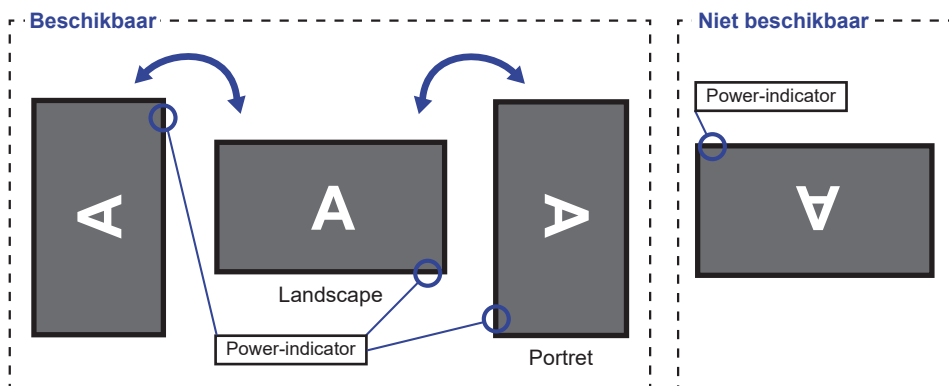 Beschikbaar
Niet beschikbaar
Power-indicator
A
A
A
A
Landscape
Power-indicator
Portret